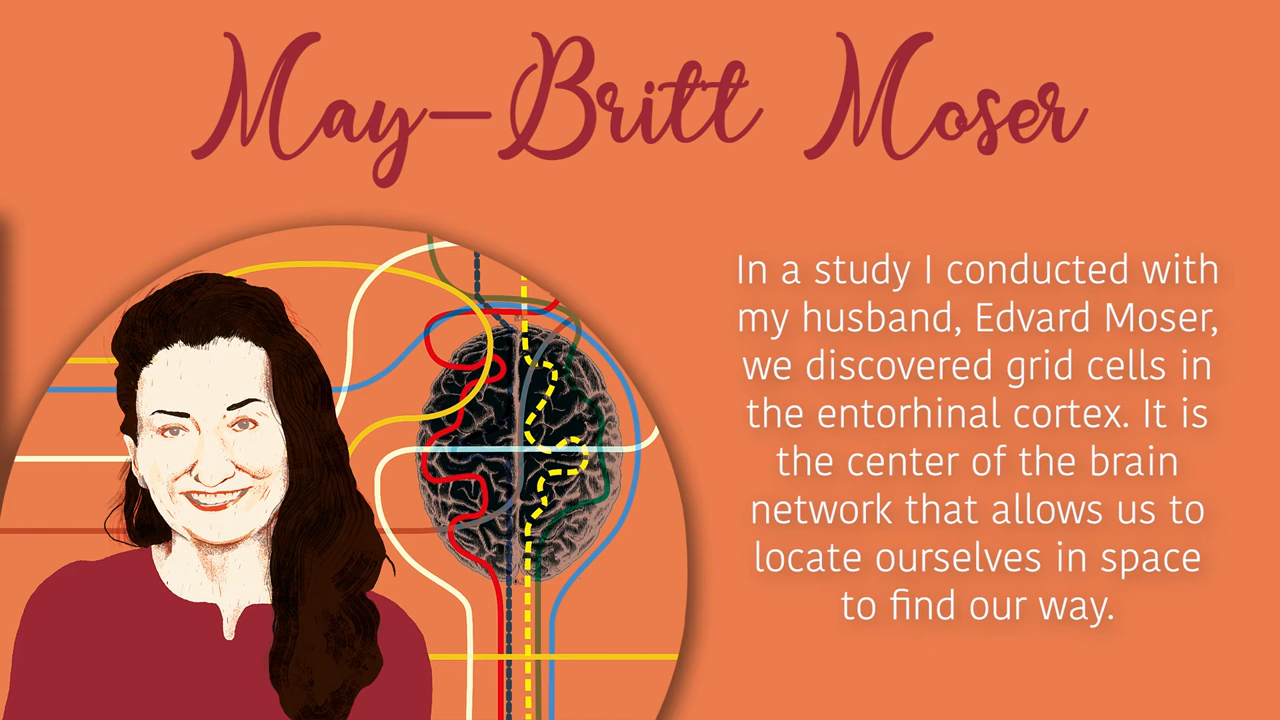 May-Britt Moser
In a study I conducted with
my husband, Edvard Moser,
we discovered grid cells in
the entorhinal cortex. It is
the center of the brain
network that allows us to
locate ourselves in space
to find our way.